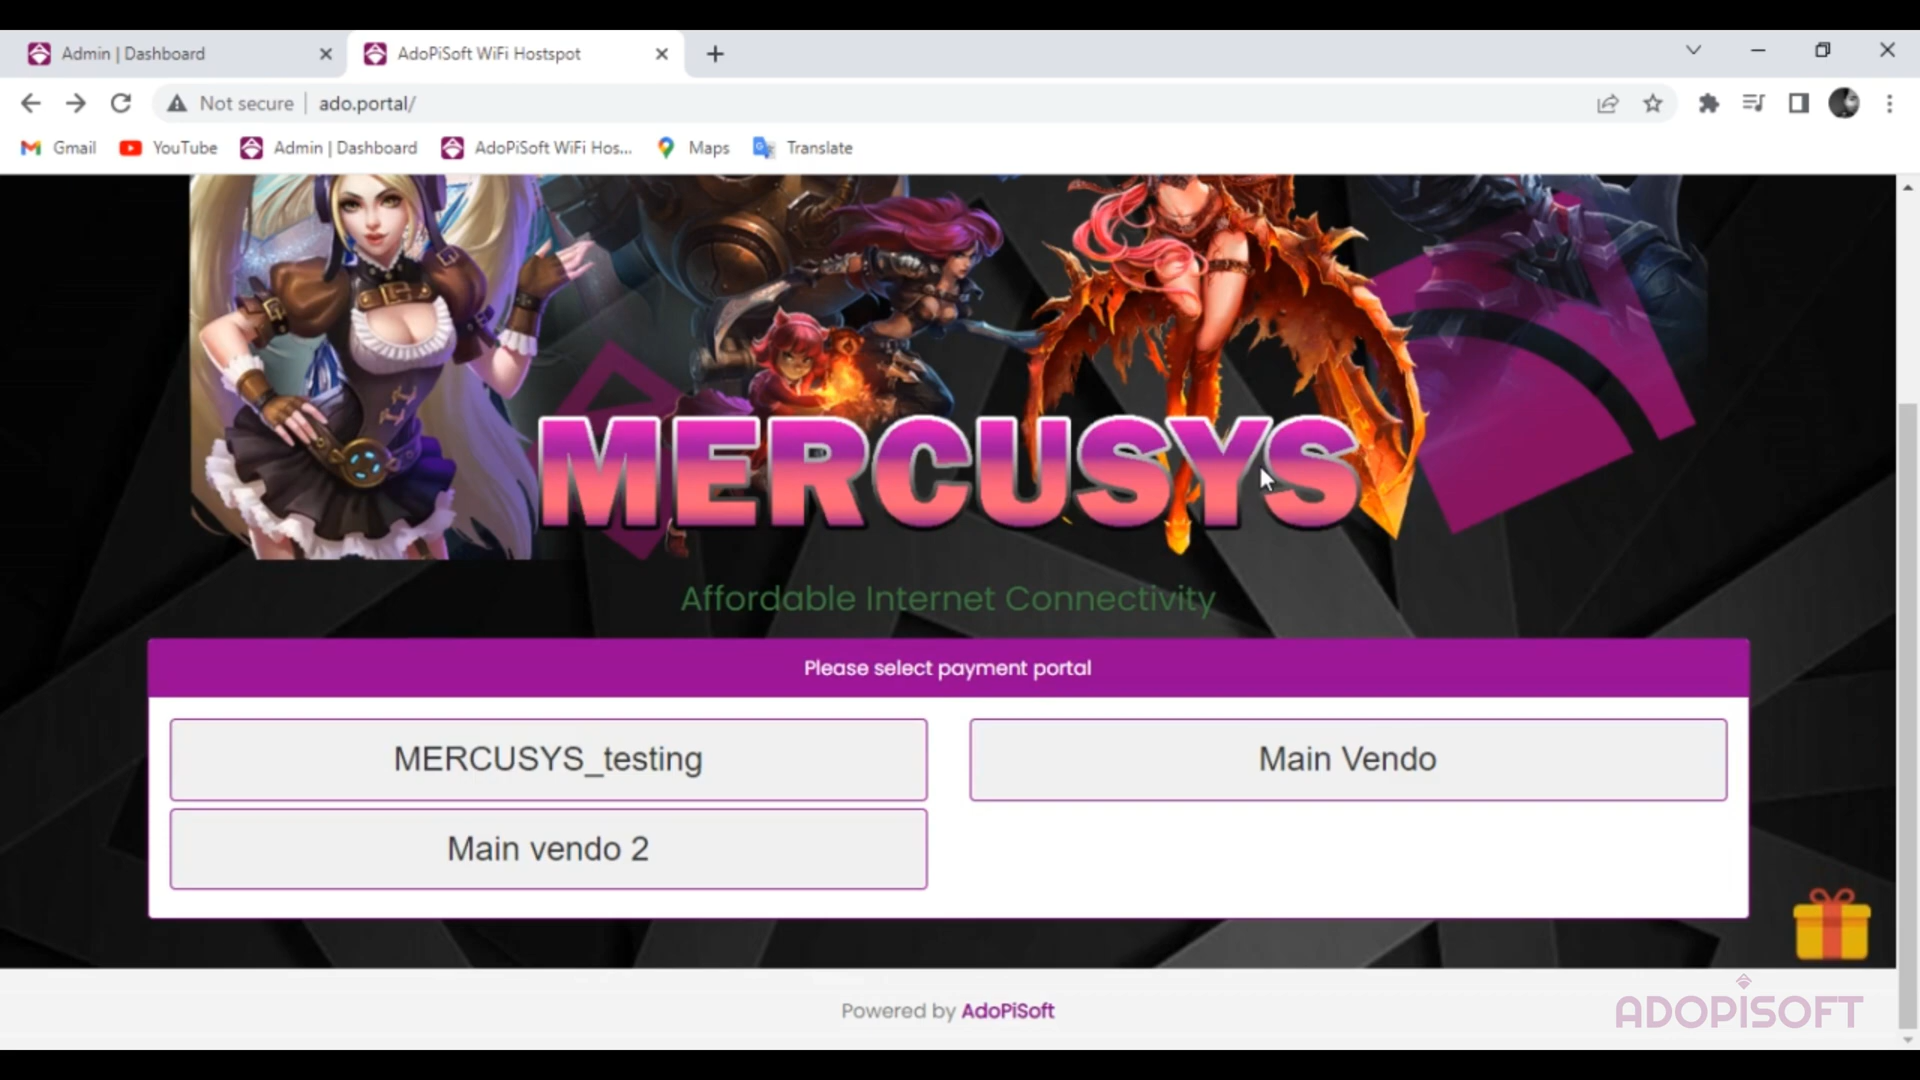 Admin | Dashboard
AdoPiSoft WiFi Hostspot
Not secure
ado.portal/
Gmail
YouTube
Admin | Dashboard
AdoPiSoft WiFi Hos...
Maps
Translate
MERCUSYS
Affordable Internet Connectivity
Please select payment portal
MERCUSYS_testing
Main Vendo
Main vendo 2
Powered by AdoPiSoft
ADOPISOFT